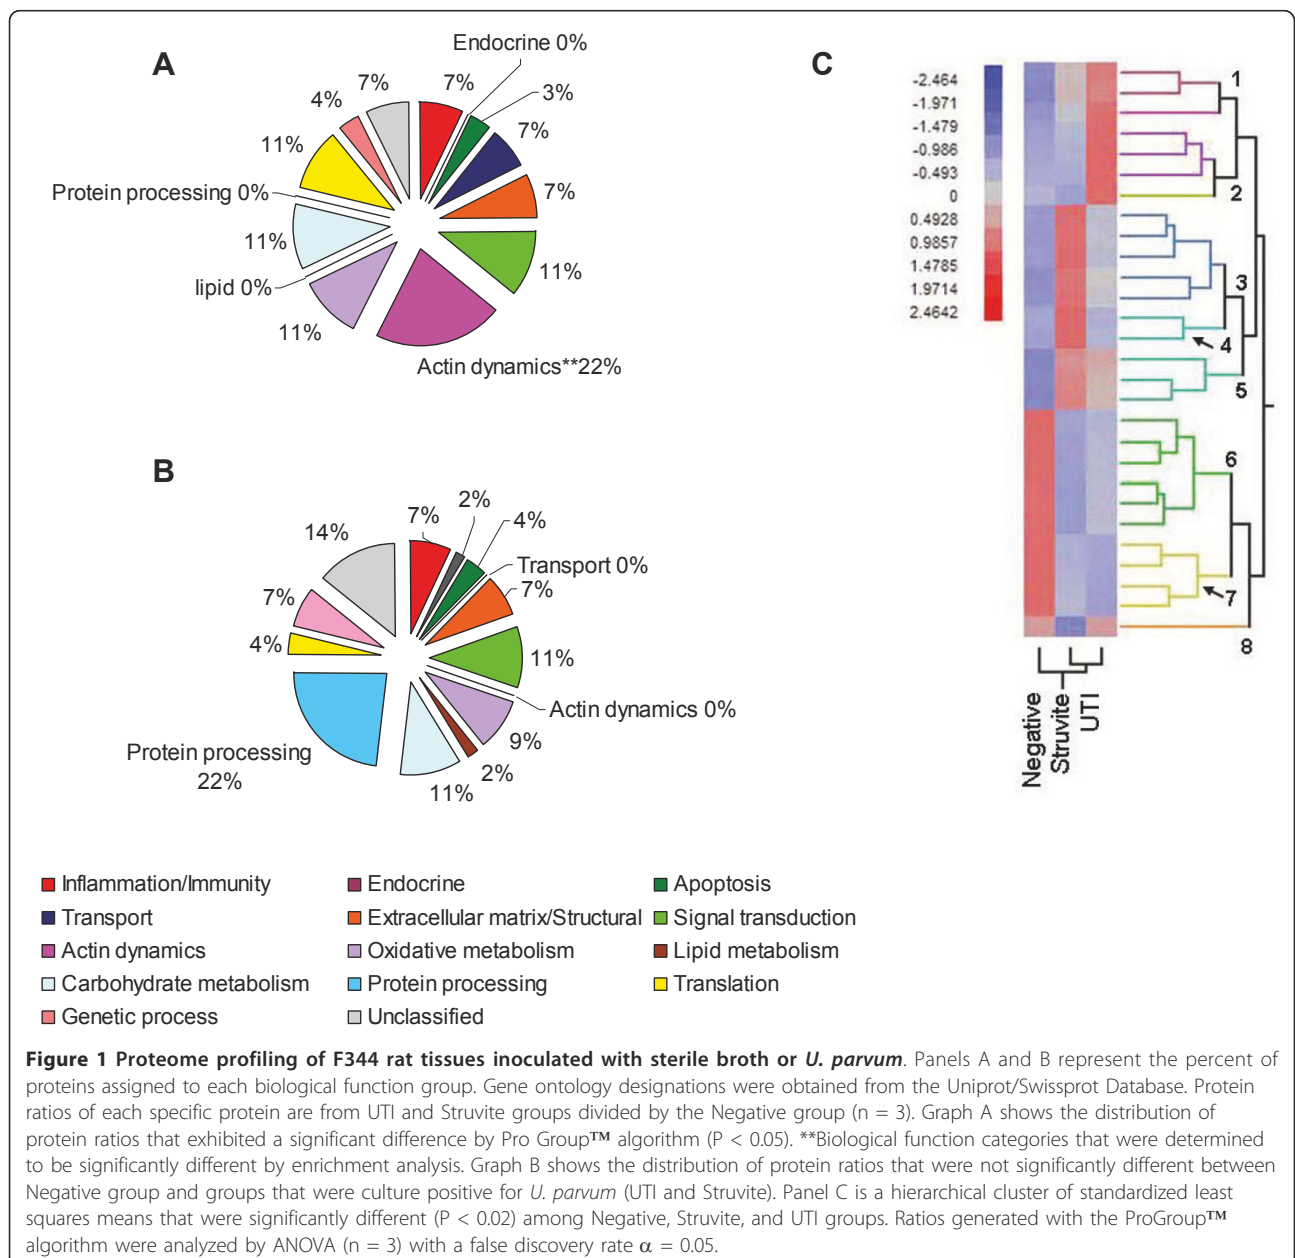 A
Endocrine 0%
7%
7%
3%
4%
7%
11%
Protein processing 0%
7%
11%
11%
lipid 0%
11%
Actin dynamics**22%
B
2%
7%
4%
14%
Transport 0%
7%
7%
4%
11%
Actin dynamics 0%
9%
Protein processing
22%
2%
11%
C
-2.464
-1.971
-1.479
-0.986
-0.493
0
0.4928
0.9857
1.4785
1.9714
2.4642
1
2
3
4
5
6
7
8
Negative
Struvite
UTI
Inflammation/Immunity
Endocrine
Apoptosis
Transport
Extracellular matrix/Structural
Signal transduction
Actin dynamics
Oxidative metabolism
Lipid metabolism
Carbohydrate metabolism
Protein processing
Translation
Genetic process
Unclassified
Figure 1 Proteome profiling of F344 rat tissues inoculated with sterile broth or U. parvum. Panels A and B represent the percent of
proteins assigned to each biological function group. Gene ontology designations were obtained from the Uniprot/Swissprot Database. Protein
ratios of each specific protein are from UTI and Struvite groups divided by the Negative group (n = 3). Graph A shows the distribution of
protein ratios that exhibited a significant difference by Pro Group™ algorithm (P < 0.05). **Biological function categories that were determined
to be significantly different by enrichment analysis. Graph B shows the distribution of protein ratios that were not significantly different between
Negative group and groups that were culture positive for U. parvum (UTI and Struvite). Panel C is a hierarchical cluster of standardized least
squares means that were significantly different (P < 0.02) among Negative, Struvite, and UTI groups. Ratios generated with the ProGroup™
algorithm were analyzed by ANOVA (n = 3) with a false discovery rate α = 0.05.